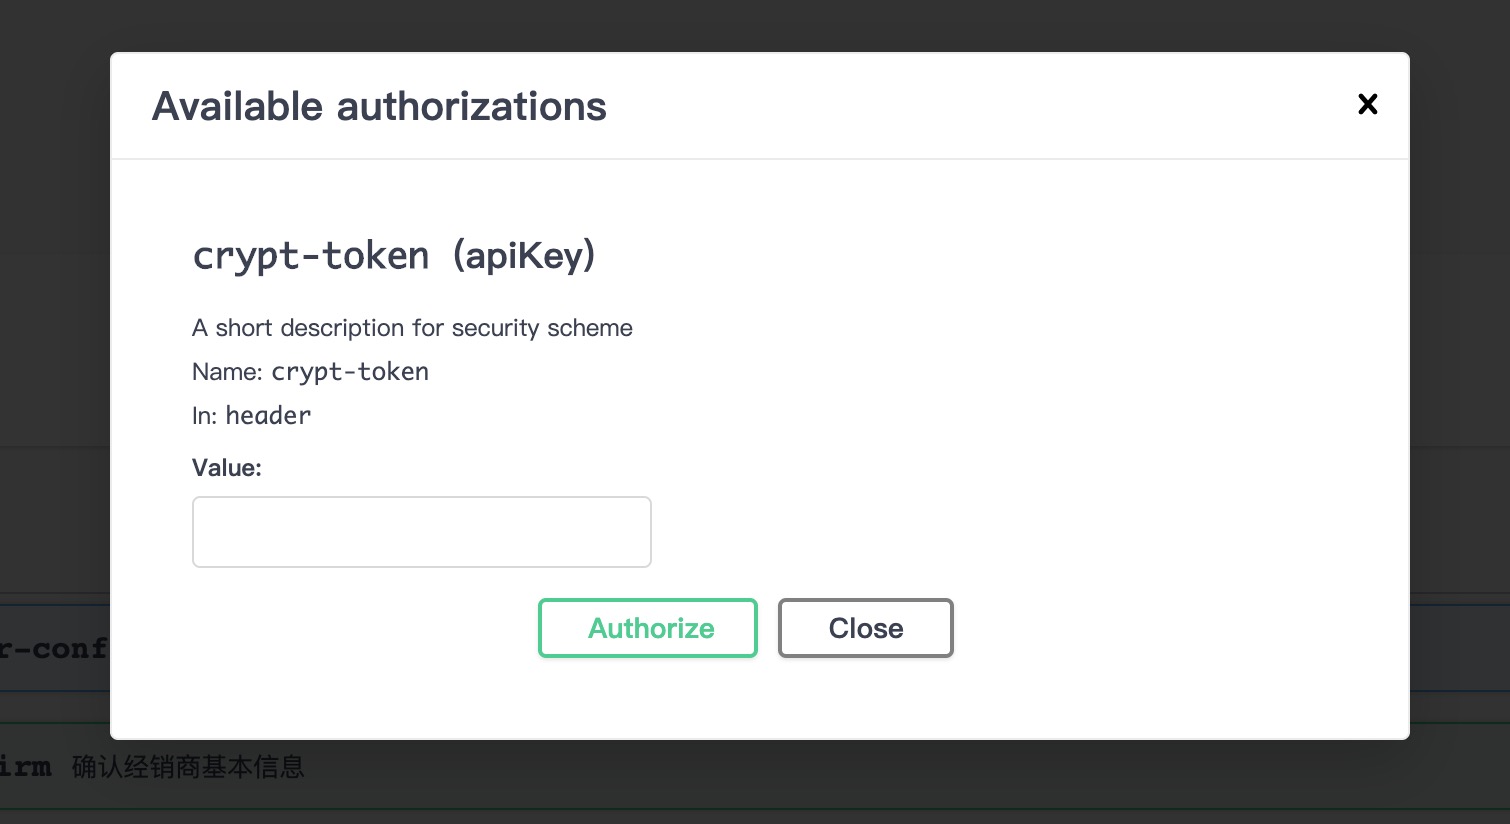 Available authorizations
crypt-token (apiKey)
A short description for security scheme
Name: crypt-token
In: header
Value:
Authorize
Close
r-conf
irm 确认经销商基本信息